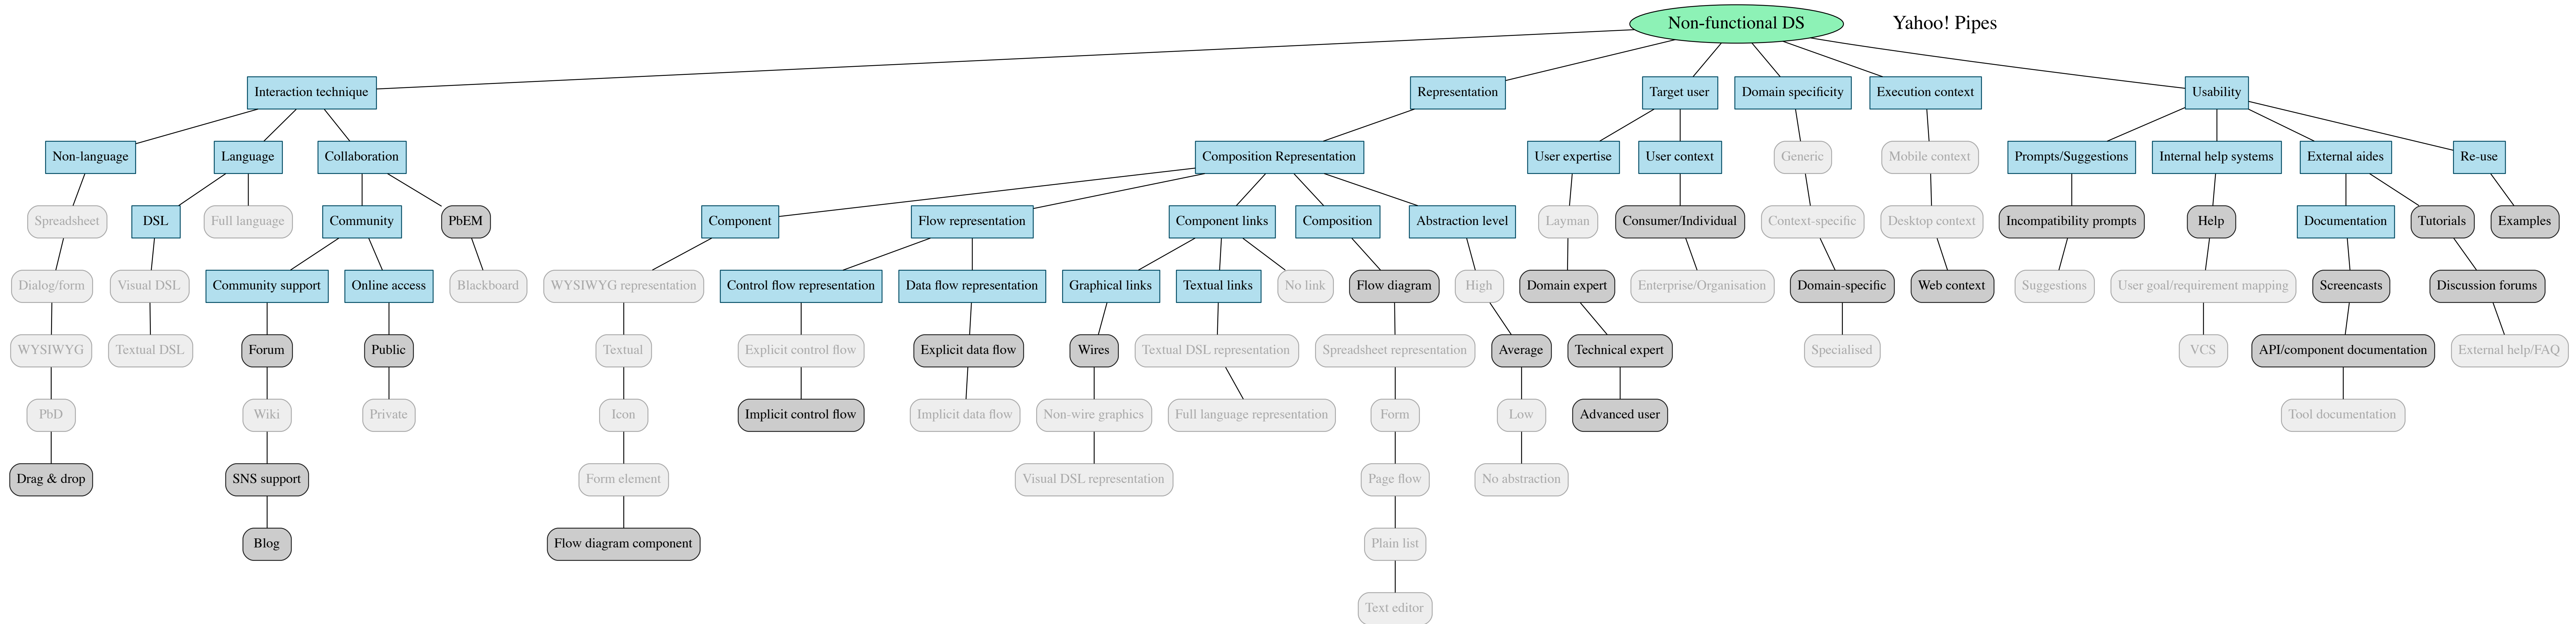 Non-functional DS
Yahoo! Pipes
Interaction technique
Representation
Target user
Domain specificity
Execution context
Usability
Non-language
Language
Collaboration
Composition Representation
User expertise
User context
Generic
Mobile context
Prompts/Suggestions
Internal help systems
External aides
Re-use
Spreadsheet
DSL
Full language
Community
PbEM
Component
Flow representation
Component links
Composition
Abstraction level
Layman
Consumer/Individual
Context-specific
Desktop context
Incompatibility prompts
Help
Documentation
Tutorials
Examples
Dialog/form
Visual DSL
Community support
Online access
Blackboard
WYSIWYG representation
Control flow representation
Data flow representation
Graphical links
Textual links
No link
Flow diagram
High
Domain expert
Enterprise/Organisation
Domain-specific
Web context
Suggestions
User goal/requirement mapping
Screencasts
Discussion forums
WYSIWYG
Textual DSL
Forum
Public
Textual
Explicit control flow
Explicit data flow
Wires
Textual DSL representation
Spreadsheet representation
Average
Technical expert
Specialised
VCS
API/component documentation
External help/FAQ
PbD
Wiki
Private
Icon
Implicit control flow
Implicit data flow
Non-wire graphics
Full language representation
Form
Low
Advanced user
Tool documentation
Drag & drop
SNS support
Form element
Visual DSL representation
Page flow
No abstraction
Blog
Flow diagram component
Plain list
Text editor